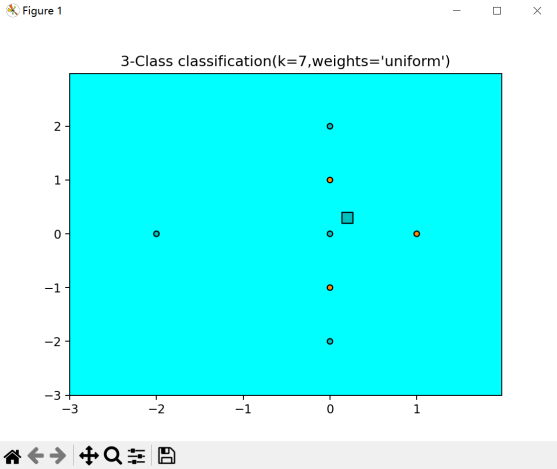 Figure 1
3-Class classification(k=7,weights='uniform')
2
1
0
−1
−2
−3
−3 −2 −1 0 1